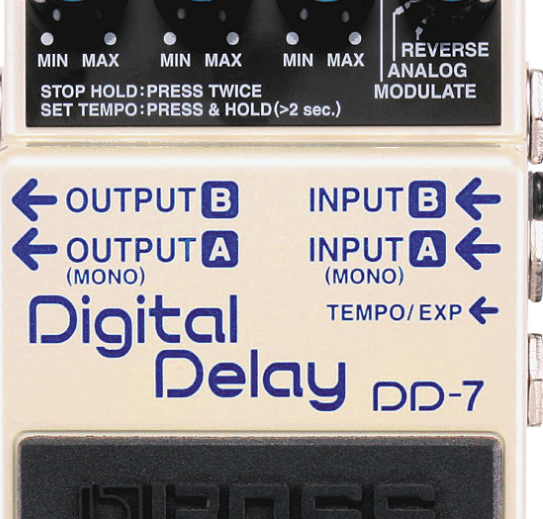 MIN MAX MIN MAX MIN MAX
REVERSE
ANALOG
MODULATE
STOP HOLD:PRESS TWICE
SET TEMPO:PRESS & HOLD(>2 sec.)
OUTPUT B INPUT B
OUTPUT A INPUT A
(MONO) (MONO)
TEMPO/EXP
Digital
Delay DD-7
BOSS